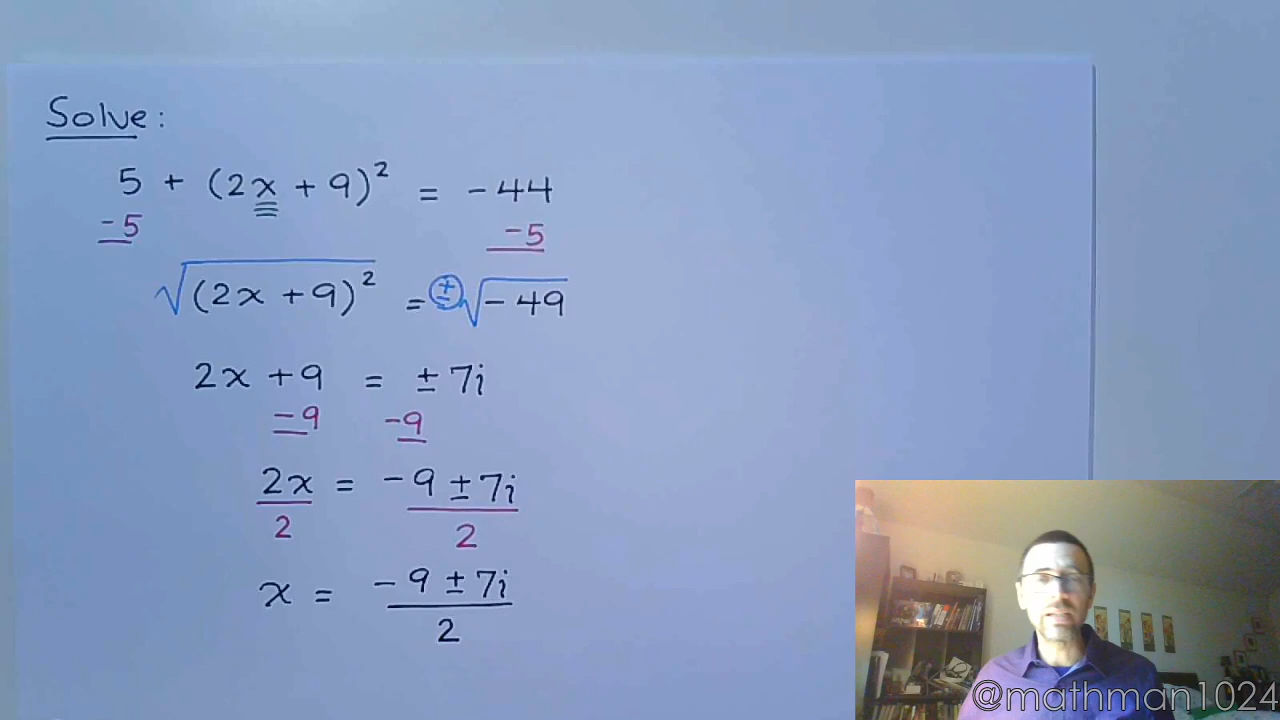 Solve:
5 + (2x + 9)² = -44
-5 -5
√(2x + 9)² = ±√-49
2x + 9 = ± 7i
-9 -9
2x = -9 ± 7i
2 2
x = -9 ± 7i
2
@mathman1024